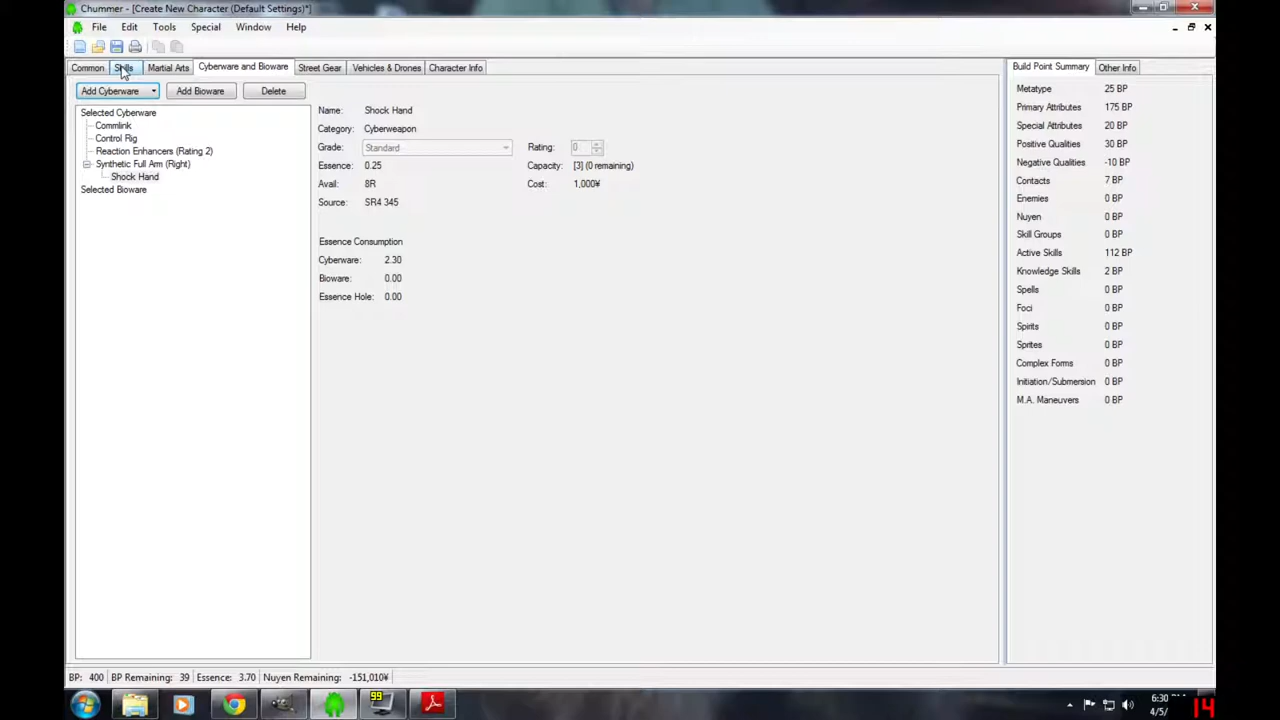 Chummer - [Create New Character (Default Settings)*]
File Edit Tools Special Window Help
Common Skills Martial Arts Cyberware and Bioware Street Gear Vehicles & Drones Character Info
Build Point Summary Other Info
Add Cyberware Add Bioware Delete
Selected Cyberware
Commlink
Control Rig
Reaction Enhancers (Rating 2)
Synthetic Full Arm (Right)
Shock Hand
Selected Bioware
Name: Shock Hand
Category: Cyberweapon
Grade: Standard Rating: 0
Essence: 0.25 Capacity: [3] (0 remaining)
Avail: 8R Cost: 1,000¥
Source: SR4 345
Essence Consumption
Cyberware: 2.30
Bioware: 0.00
Essence Hole: 0.00
Metatype 25 BP
Primary Attributes 175 BP
Special Attributes 20 BP
Positive Qualities 30 BP
Negative Qualities -10 BP
Contacts 7 BP
Enemies 0 BP
Nuyen 0 BP
Skill Groups 0 BP
Active Skills 112 BP
Knowledge Skills 2 BP
Spells 0 BP
Foci 0 BP
Spirits 0 BP
Sprites 0 BP
Complex Forms 0 BP
Initiation/Submersion 0 BP
M.A. Maneuvers 0 BP
BP: 400 BP Remaining: 39 Essence: 3.70 Nuyen Remaining: -151,010¥
99
6:30
4/5/
14